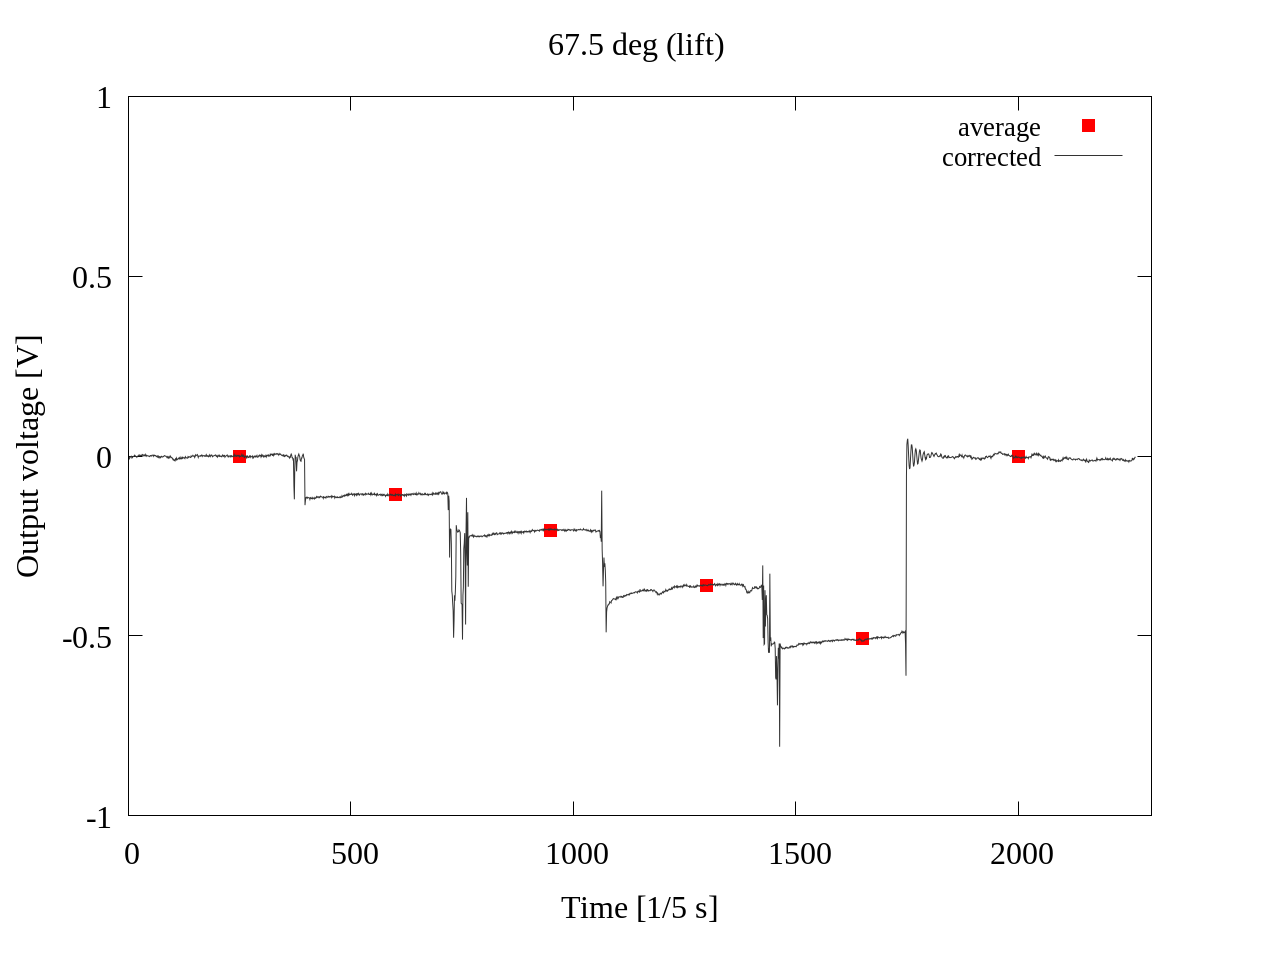 67.5 deg (lift)
average
corrected
1
0.5
0
-0.5
-1
Output voltage [V]
0 500 1000 1500 2000
Time [1/5 s]